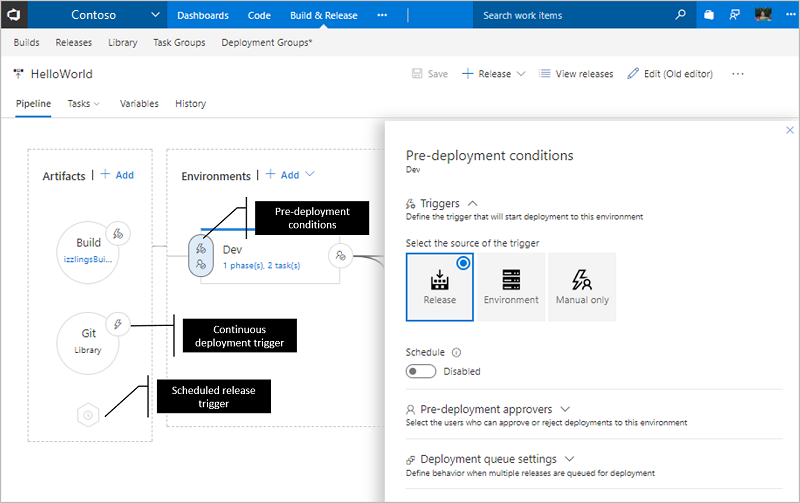 Contoso
Dashboards
Code
Build & Release
Search work items
Builds
Releases
Library
Task Groups
Deployment Groups*
HelloWorld
Save
Release
View releases
Edit (Old editor)
Pipeline
Tasks
Variables
History
Artifacts
Add
Environments
Add
Pre-deployment
conditions
Build
izzlingsBui...
Dev
1 phase(s), 2 task(s)
Git
Library
Continuous
deployment trigger
Scheduled release
trigger
Pre-deployment conditions
Dev
Triggers
Define the trigger that will start deployment to this environment
Select the source of the trigger
Release
Environment
Manual only
Schedule
Disabled
Pre-deployment approvers
Select the users who can approve or reject deployments to this environment
Deployment queue settings
Define behavior when multiple releases are queued for deployment